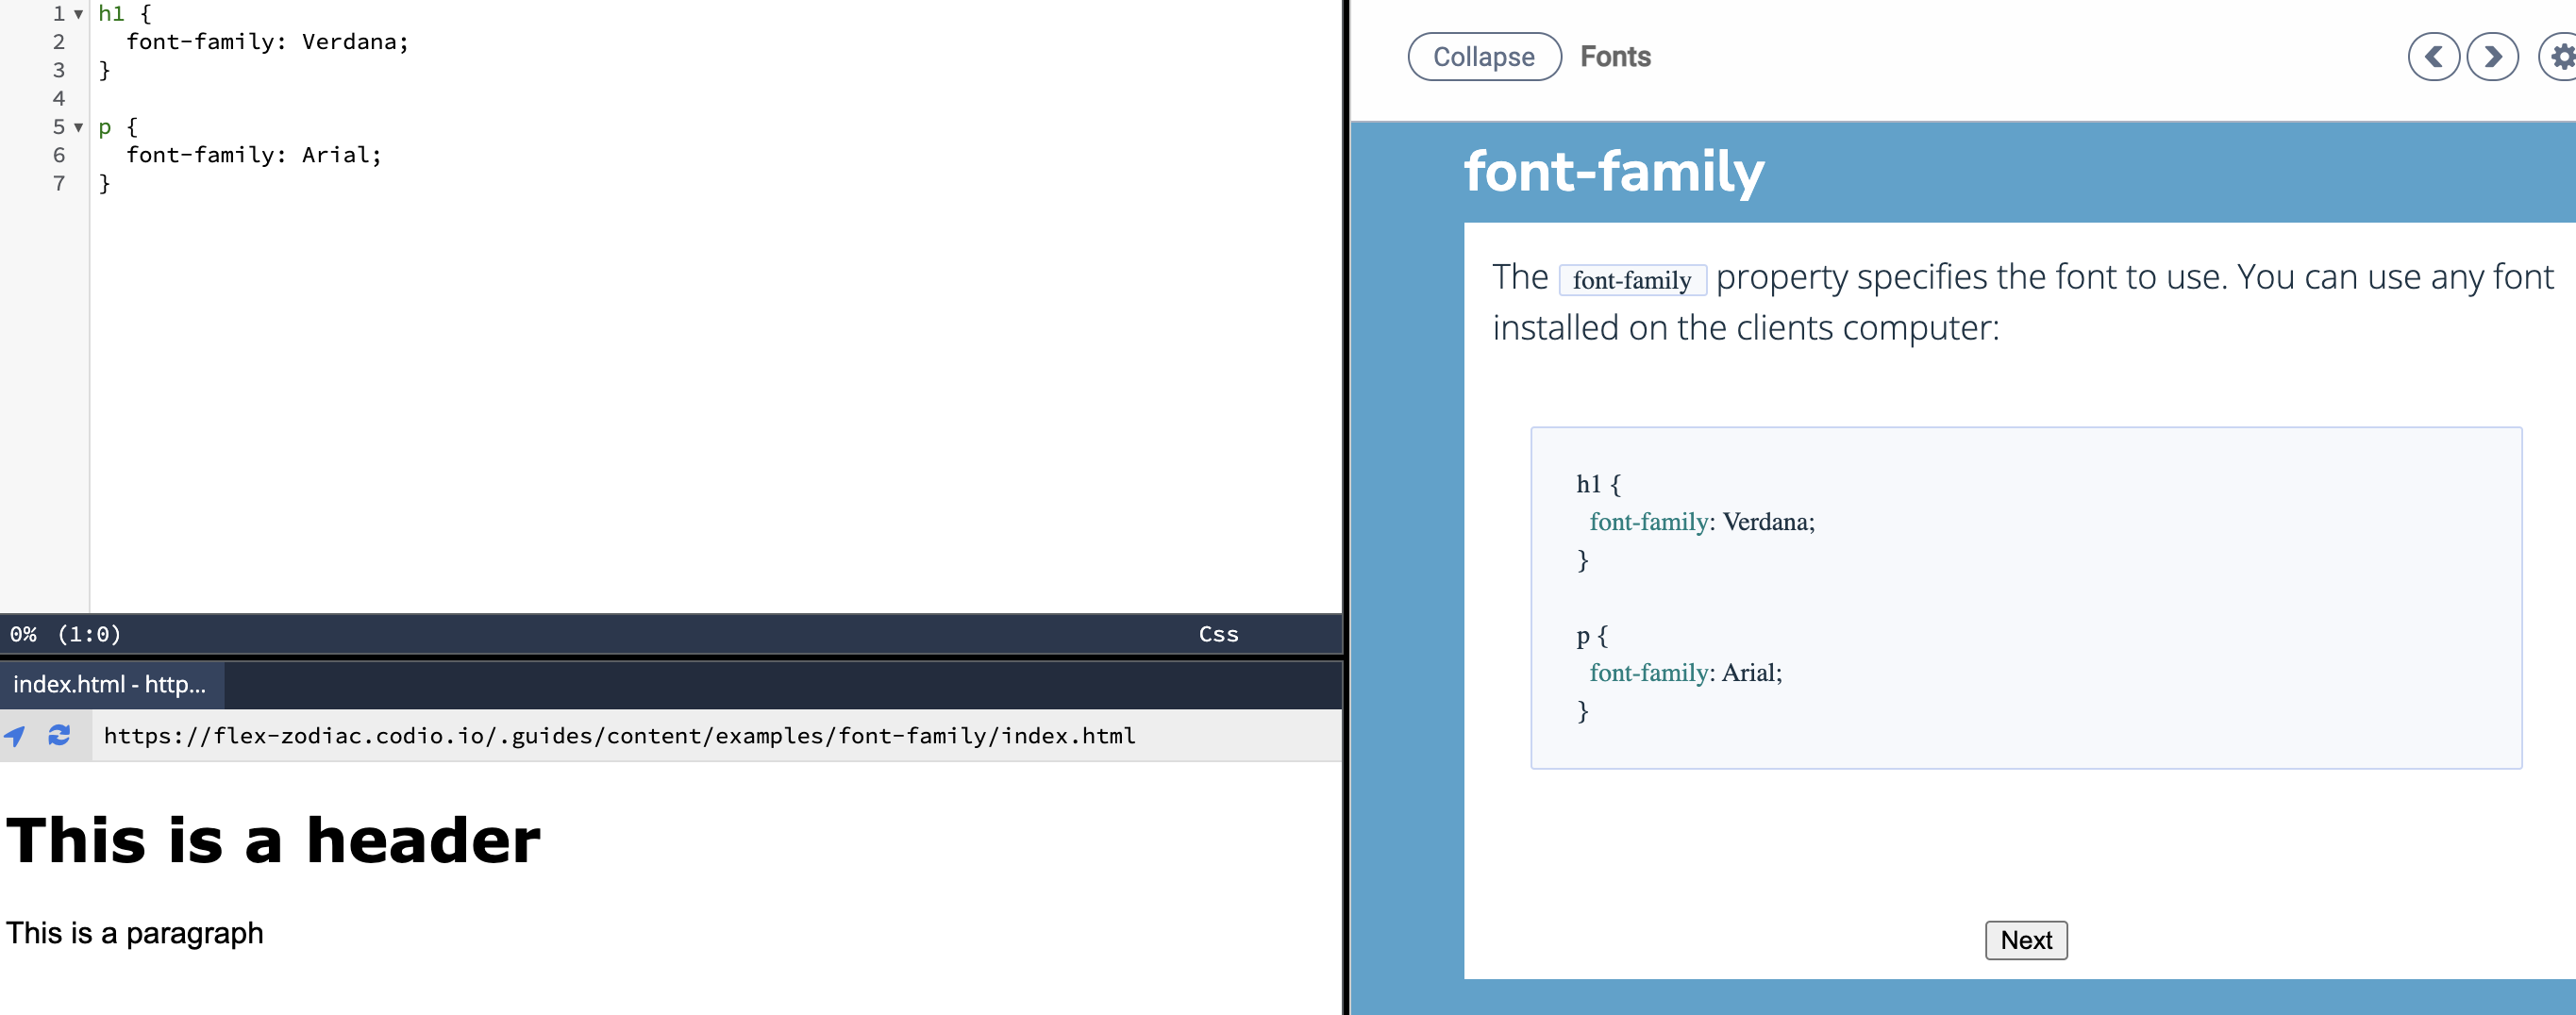 1 h1 {
2 font-family: Verdana;
3 }
4
5 p {
6 font-family: Arial;
7 }
0% (1:0) Css
index.html - http...
https://flex-zodiac.codio.io/.guides/content/examples/font-family/index.html
This is a header
This is a paragraph
Collapse Fonts
font-family
The font-family property specifies the font to use. You can use any font
installed on the clients computer:
h1 {
font-family: Verdana;
}
p {
font-family: Arial;
}
Next